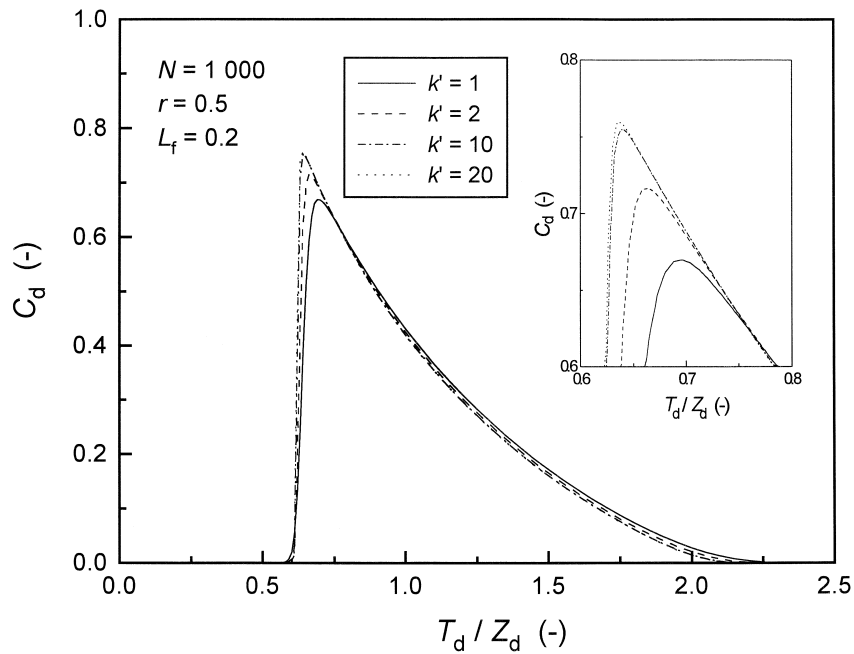 1.0
0.8
0.6
0.4
0.2
0.0
C_d (-)
N = 1 000
r = 0.5
L_f = 0.2
k' = 1
k' = 2
k' = 10
k' = 20
0.8
0.7
0.6
C_d (-)
0.6 0.7 0.8
T_d / Z_d (-)
0.0 0.5 1.0 1.5 2.0 2.5
T_d / Z_d (-)